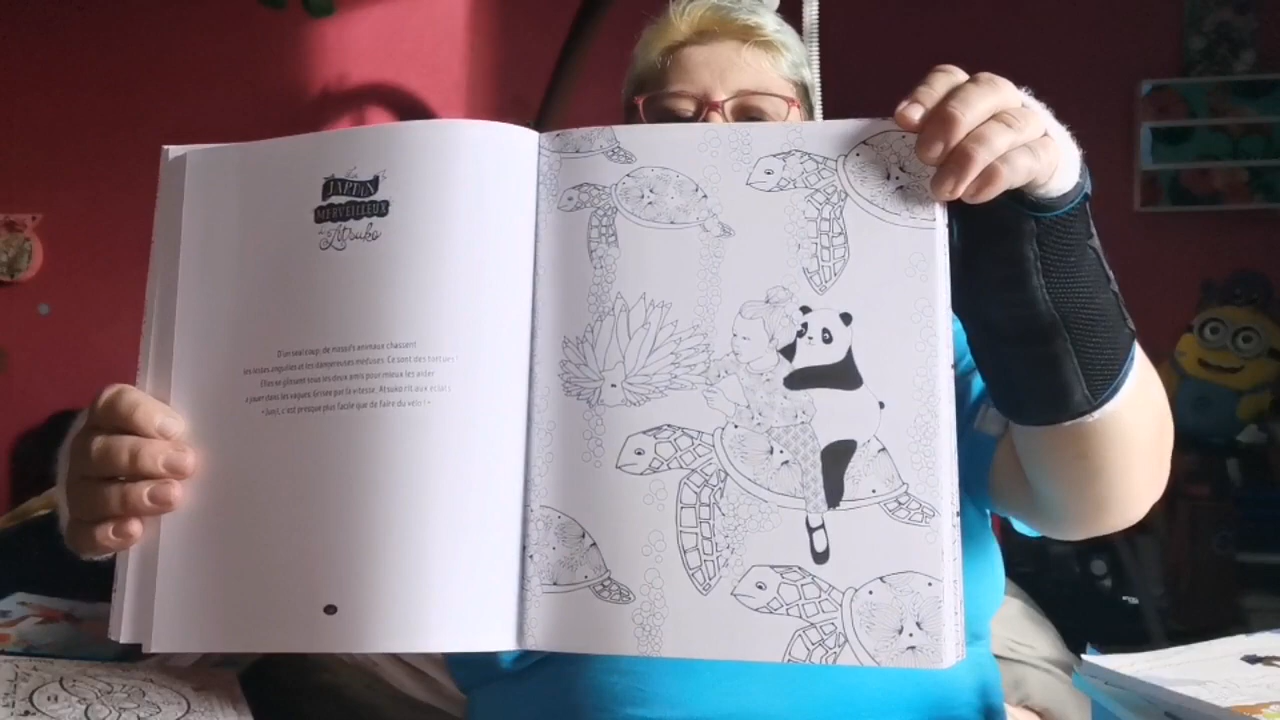 Le
JAPON
MERVEILLEUX
d'Atsuko
D'un seul coup, de massifs animaux chassent
les lestes anguilles et les dangereuses méduses. Ce sont des tortues !
Elles se glissent sous les deux amis pour mieux les aider
à jouer dans les vagues. Grisée par la vitesse, Atsuko rit aux éclats :
« c'est presque plus facile que de faire du vélo ! »